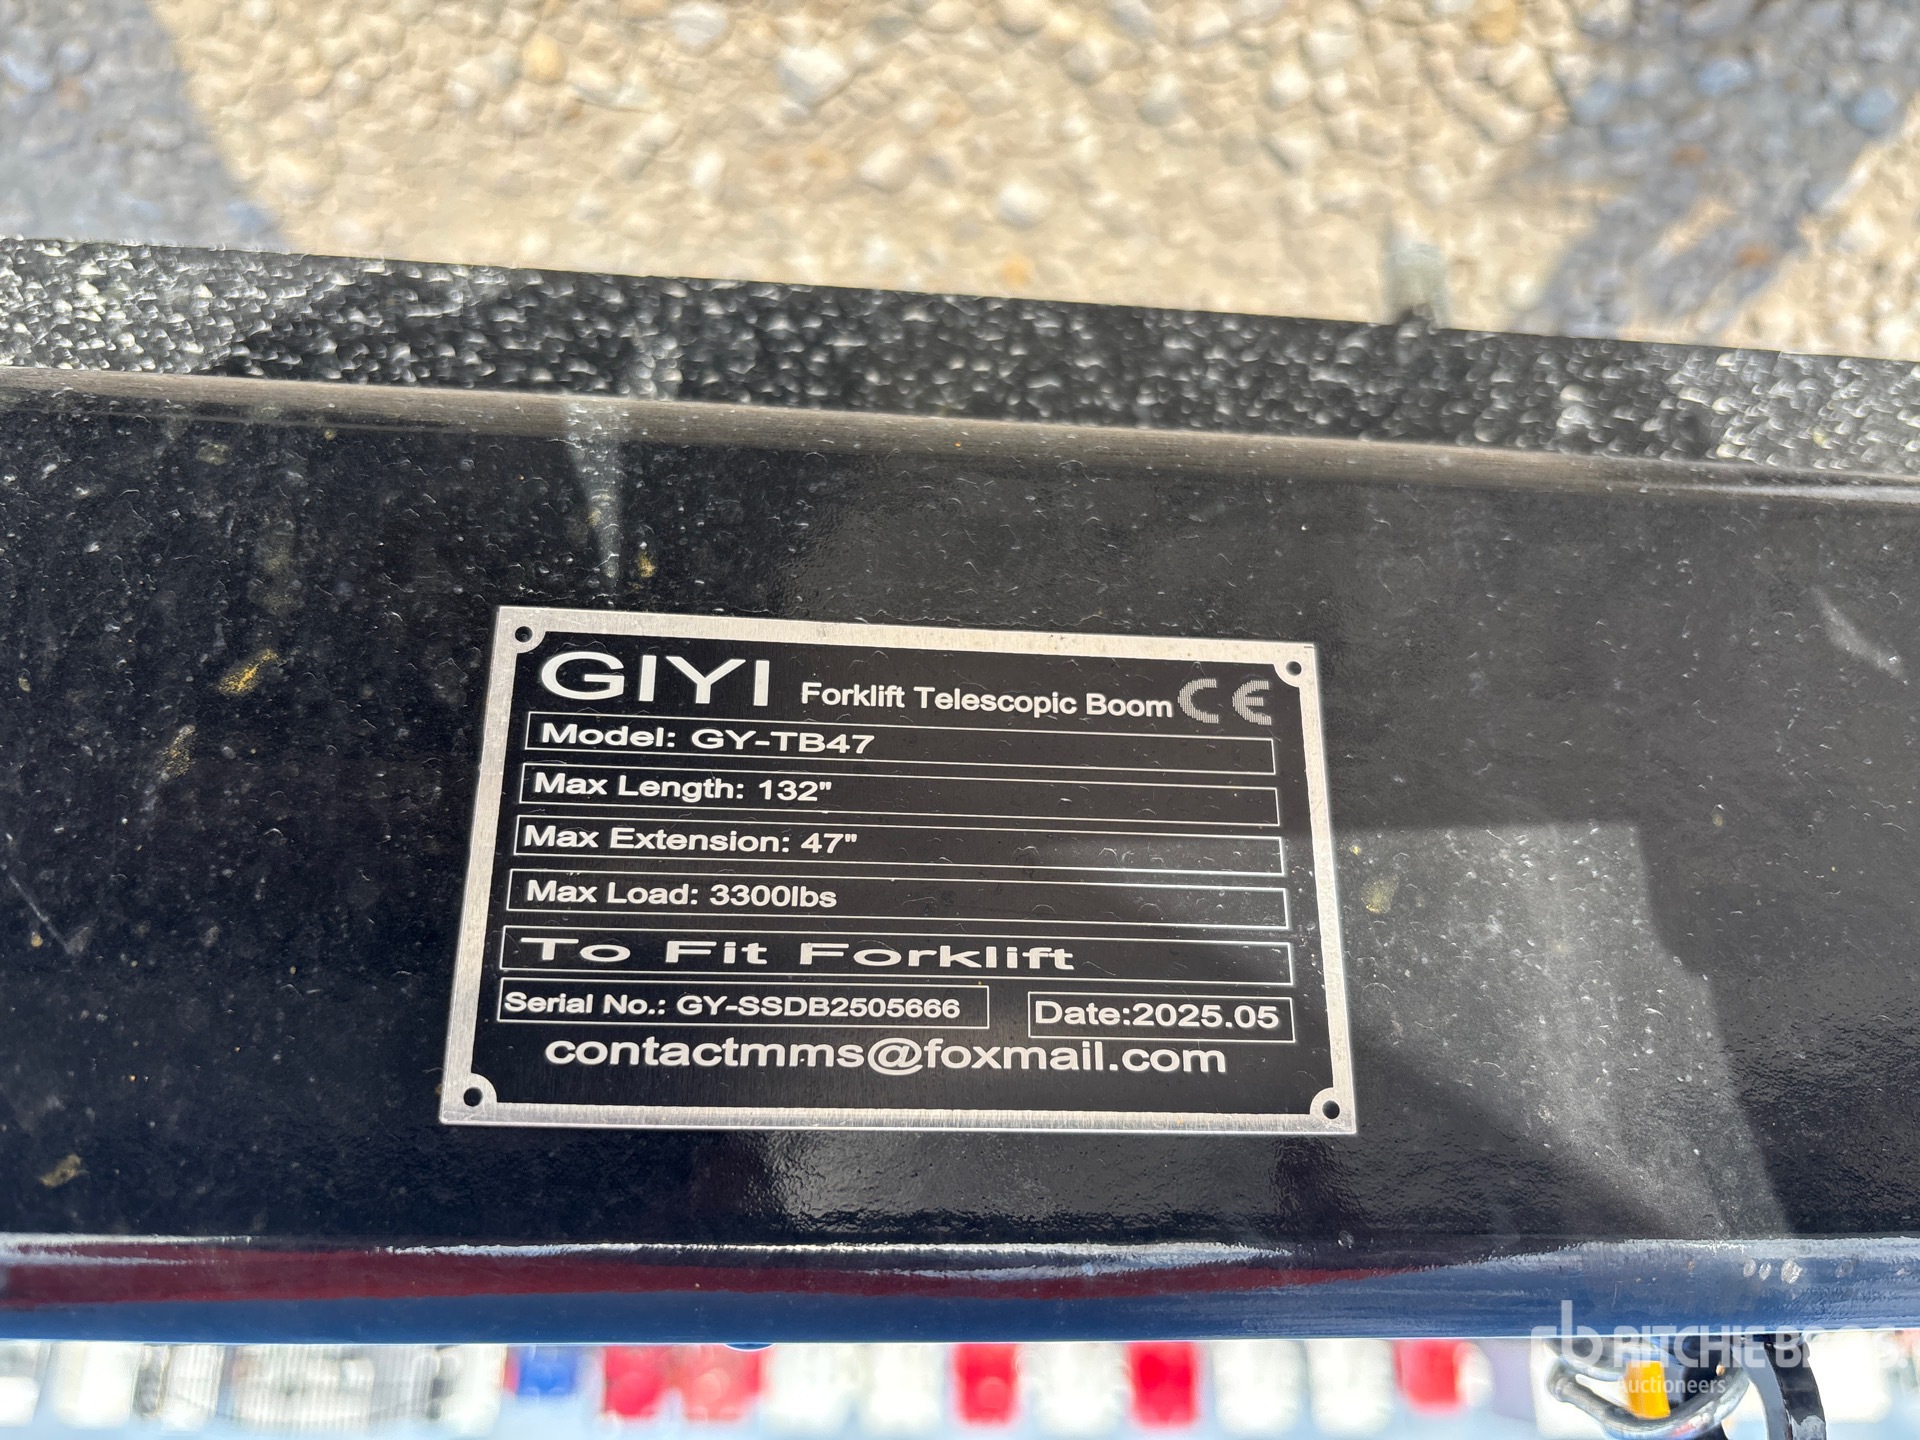 GIYI Forklift Telescopic Boom CE
Model: GY-TB47
Max Length: 132"
Max Extension: 47"
Max Load: 3300lbs
To Fit Forklift
Serial No.: GY-SSDB2505666 Date:2025.05
contactmms@foxmail.com
rb RITCHIE BROS.
Auctioneers